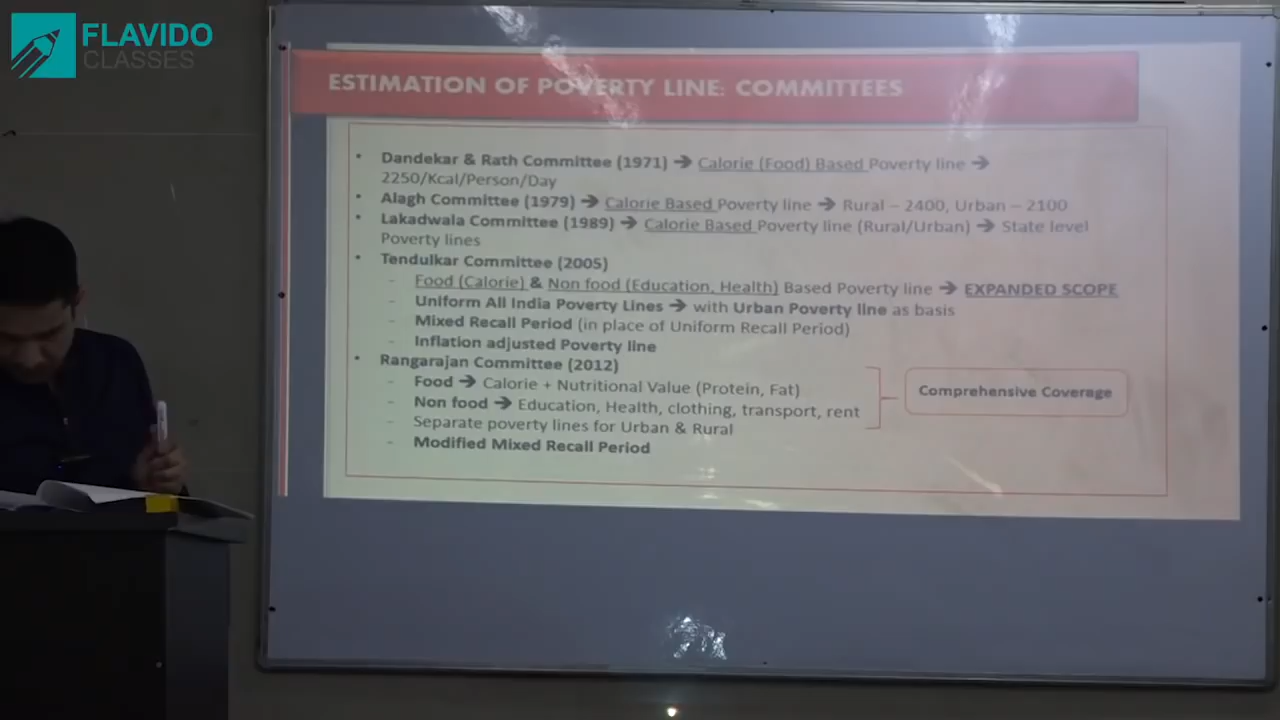 FLAVIDO
CLASSES
ESTIMATION OF POVERTY LINE: COMMITTEES
• Dandekar & Rath Committee (1971) → Calorie (Food) Based Poverty line →
2250/Kcal/Person/Day
• Alagh Committee (1979) → Calorie Based Poverty line → Rural – 2400, Urban – 2100
• Lakadwala Committee (1989) → Calorie Based Poverty line (Rural/Urban) → State level
Poverty lines
• Tendulkar Committee (2005)
- Food (Calorie) & Non food (Education, Health) Based Poverty line → EXPANDED SCOPE
- Uniform All India Poverty Lines → with Urban Poverty line as basis
- Mixed Recall Period (in place of Uniform Recall Period)
- Inflation adjusted Poverty line
• Rangarajan Committee (2012)
- Food → Calorie + Nutritional Value (Protein, Fat)
- Non food → Education, Health, clothing, transport, rent
- Separate poverty lines for Urban & Rural
- Modified Mixed Recall Period
Comprehensive Coverage